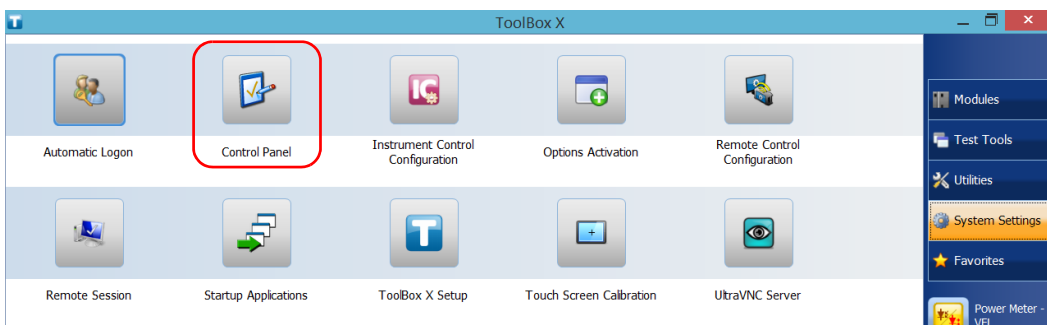 ToolBox X
Automatic Logon
Control Panel
Instrument Control
Configuration
Options Activation
Remote Control
Configuration
Remote Session
Startup Applications
ToolBox X Setup
Touch Screen Calibration
UltraVNC Server
Modules
Test Tools
Utilities
System Settings
Favorites
Power Meter -
VFL